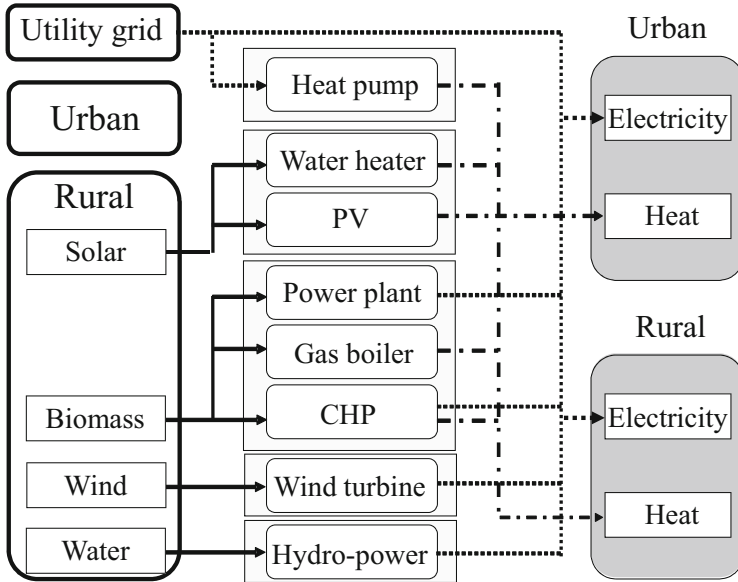 Utility grid
Urban
Rural
Solar
Biomass
Wind
Water
Heat pump
Water heater
PV
Power plant
Gas boiler
CHP
Wind turbine
Hydro-power
Urban
Electricity
Heat
Rural
Electricity
Heat